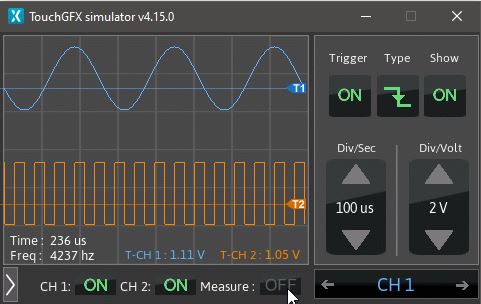 TouchGFX simulator v4.15.0
T1
T2
Time : 236 us
Freq : 4237 hz
T-CH 1 : 1.11 V
T-CH 2 : 1.05 V
Trigger Type Show
ON ON
Div/Sec Div/Volt
100 us 2 V
CH 1: ON CH 2: ON Measure : OFF
CH 1